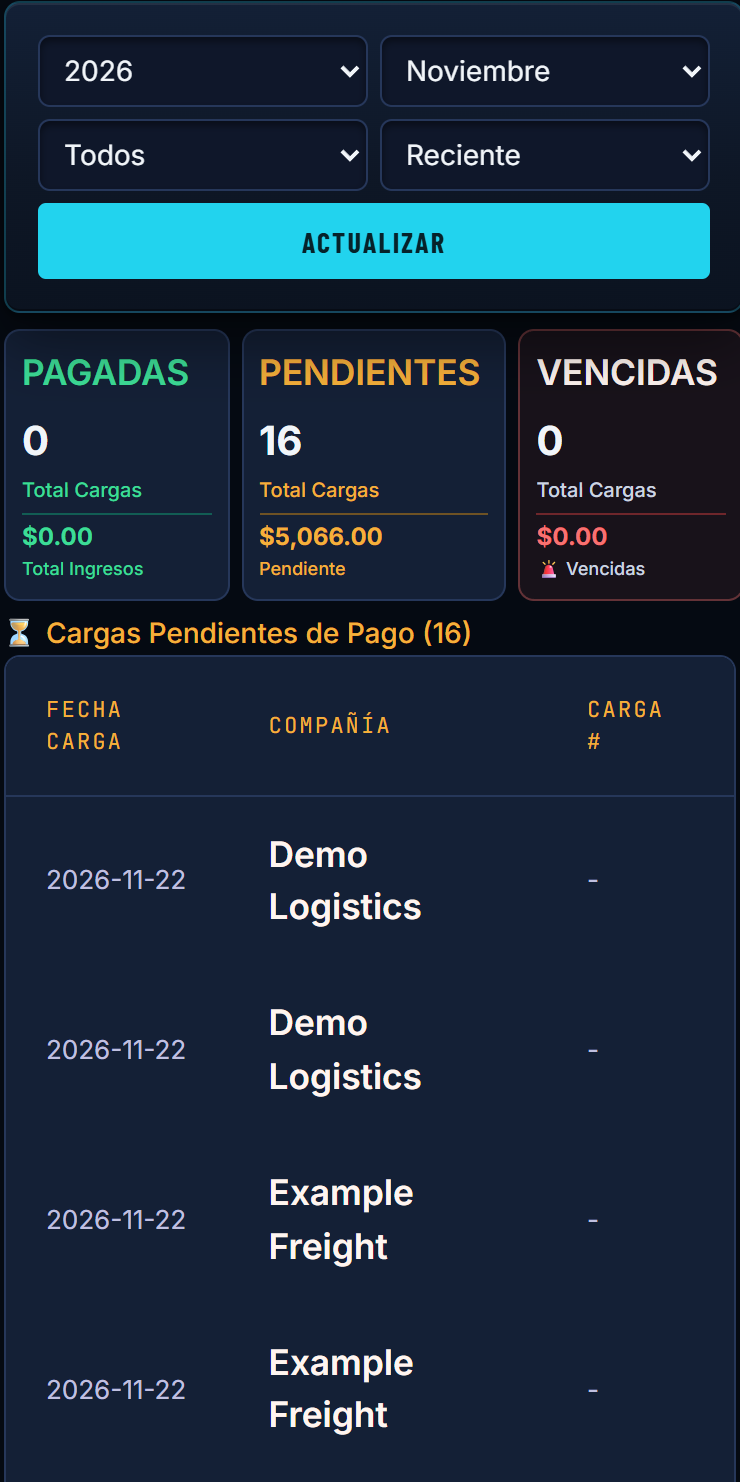 2026 Noviembre
Todos Reciente
ACTUALIZAR
PAGADAS
0
Total Cargas
$0.00
Total Ingresos
PENDIENTES
16
Total Cargas
$5,066.00
Pendiente
VENCIDAS
0
Total Cargas
$0.00
🚨 Vencidas
⏳ Cargas Pendientes de Pago (16)
FECHA
CARGA
COMPAÑÍA
CARGA
#
2026-11-22
Demo
Logistics
-
2026-11-22
Demo
Logistics
-
2026-11-22
Example
Freight
-
2026-11-22
Example
Freight
-